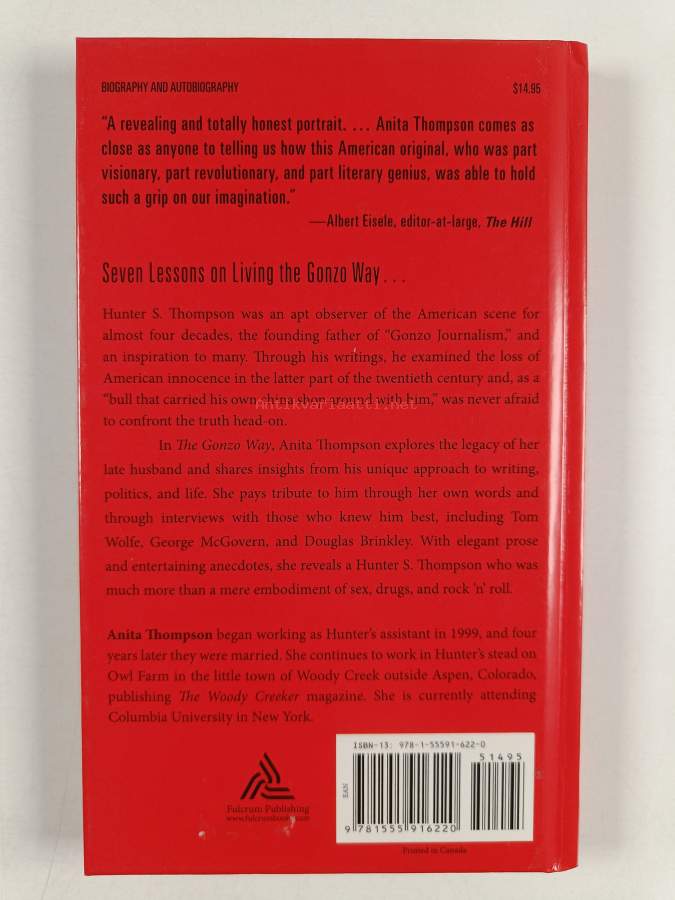 BIOGRAPHY AND AUTOBIOGRAPHY $14.95
“A revealing and totally honest portrait. ... Anita Thompson comes as
close as anyone to telling us how this American original, who was part
visionary, part revolutionary, and part literary genius, was able to hold
such a grip on our imagination.”
—Albert Eisele, editor-at-large, The Hill
Seven Lessons on Living the Gonzo Way...
Hunter S. Thompson was an apt observer of the American scene for
almost four decades, the founding father of “Gonzo Journalism,” and
an inspiration to many. Through his writings, he examined the loss of
American innocence in the latter part of the twentieth century and, as a
“bull that carried his own china shop around with him,” was never afraid
Antikvariaatti.net
to confront the truth head-on.
In The Gonzo Way, Anita Thompson explores the legacy of her
late husband and shares insights from his unique approach to writing,
politics, and life. She pays tribute to him through her own words and
through interviews with those who knew him best, including Tom
Wolfe, George McGovern, and Douglas Brinkley. With elegant prose
and entertaining anecdotes, she reveals a Hunter S. Thompson who was
much more than a mere embodiment of sex, drugs, and rock ’n’ roll.
Anita Thompson began working as Hunter’s assistant in 1999, and four
years later they were married. She continues to work in Hunter’s stead on
Owl Farm in the little town of Woody Creek outside Aspen, Colorado,
publishing The Woody Creeker magazine. She is currently attending
Columbia University in New York.
Fulcrum Publishing
www.fulcrumbooks.com
ISBN-13: 978-1-55591-622-0
51495
EAN
9 781555 916220
Printed in Canada